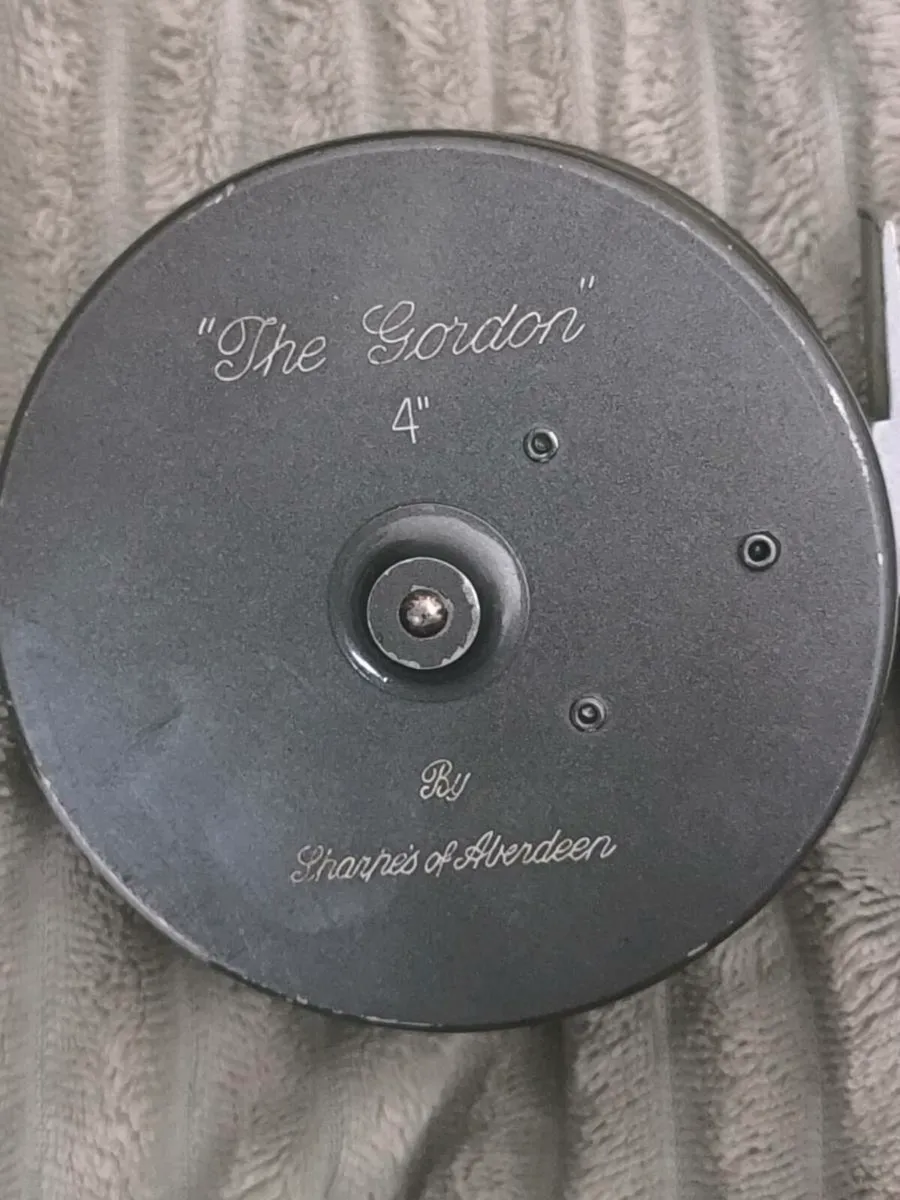 "The Gordon"
4"
By
Sharpe's of Aberdeen